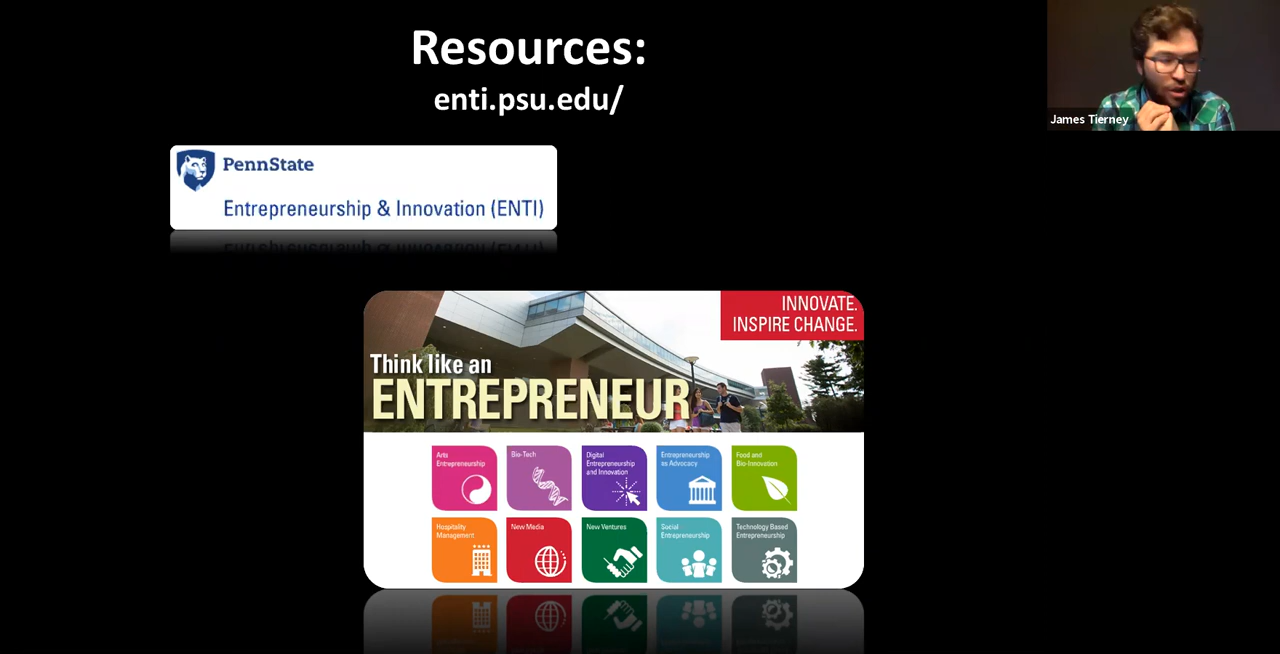 Resources:
enti.psu.edu/
James Tierney
PennState
Entrepreneurship & Innovation (ENTI)
INNOVATE.
INSPIRE CHANGE.
Think like an
ENTREPRENEUR
Arts
Entrepreneurship
Bio-Tech
Digital
Entrepreneurship
and Innovation
Entrepreneurship
as Advocacy
Food and
Bio-Innovation
Hospitality
Management
New Media
New Ventures
Social
Entrepreneurship
Technology Based
Entrepreneurship